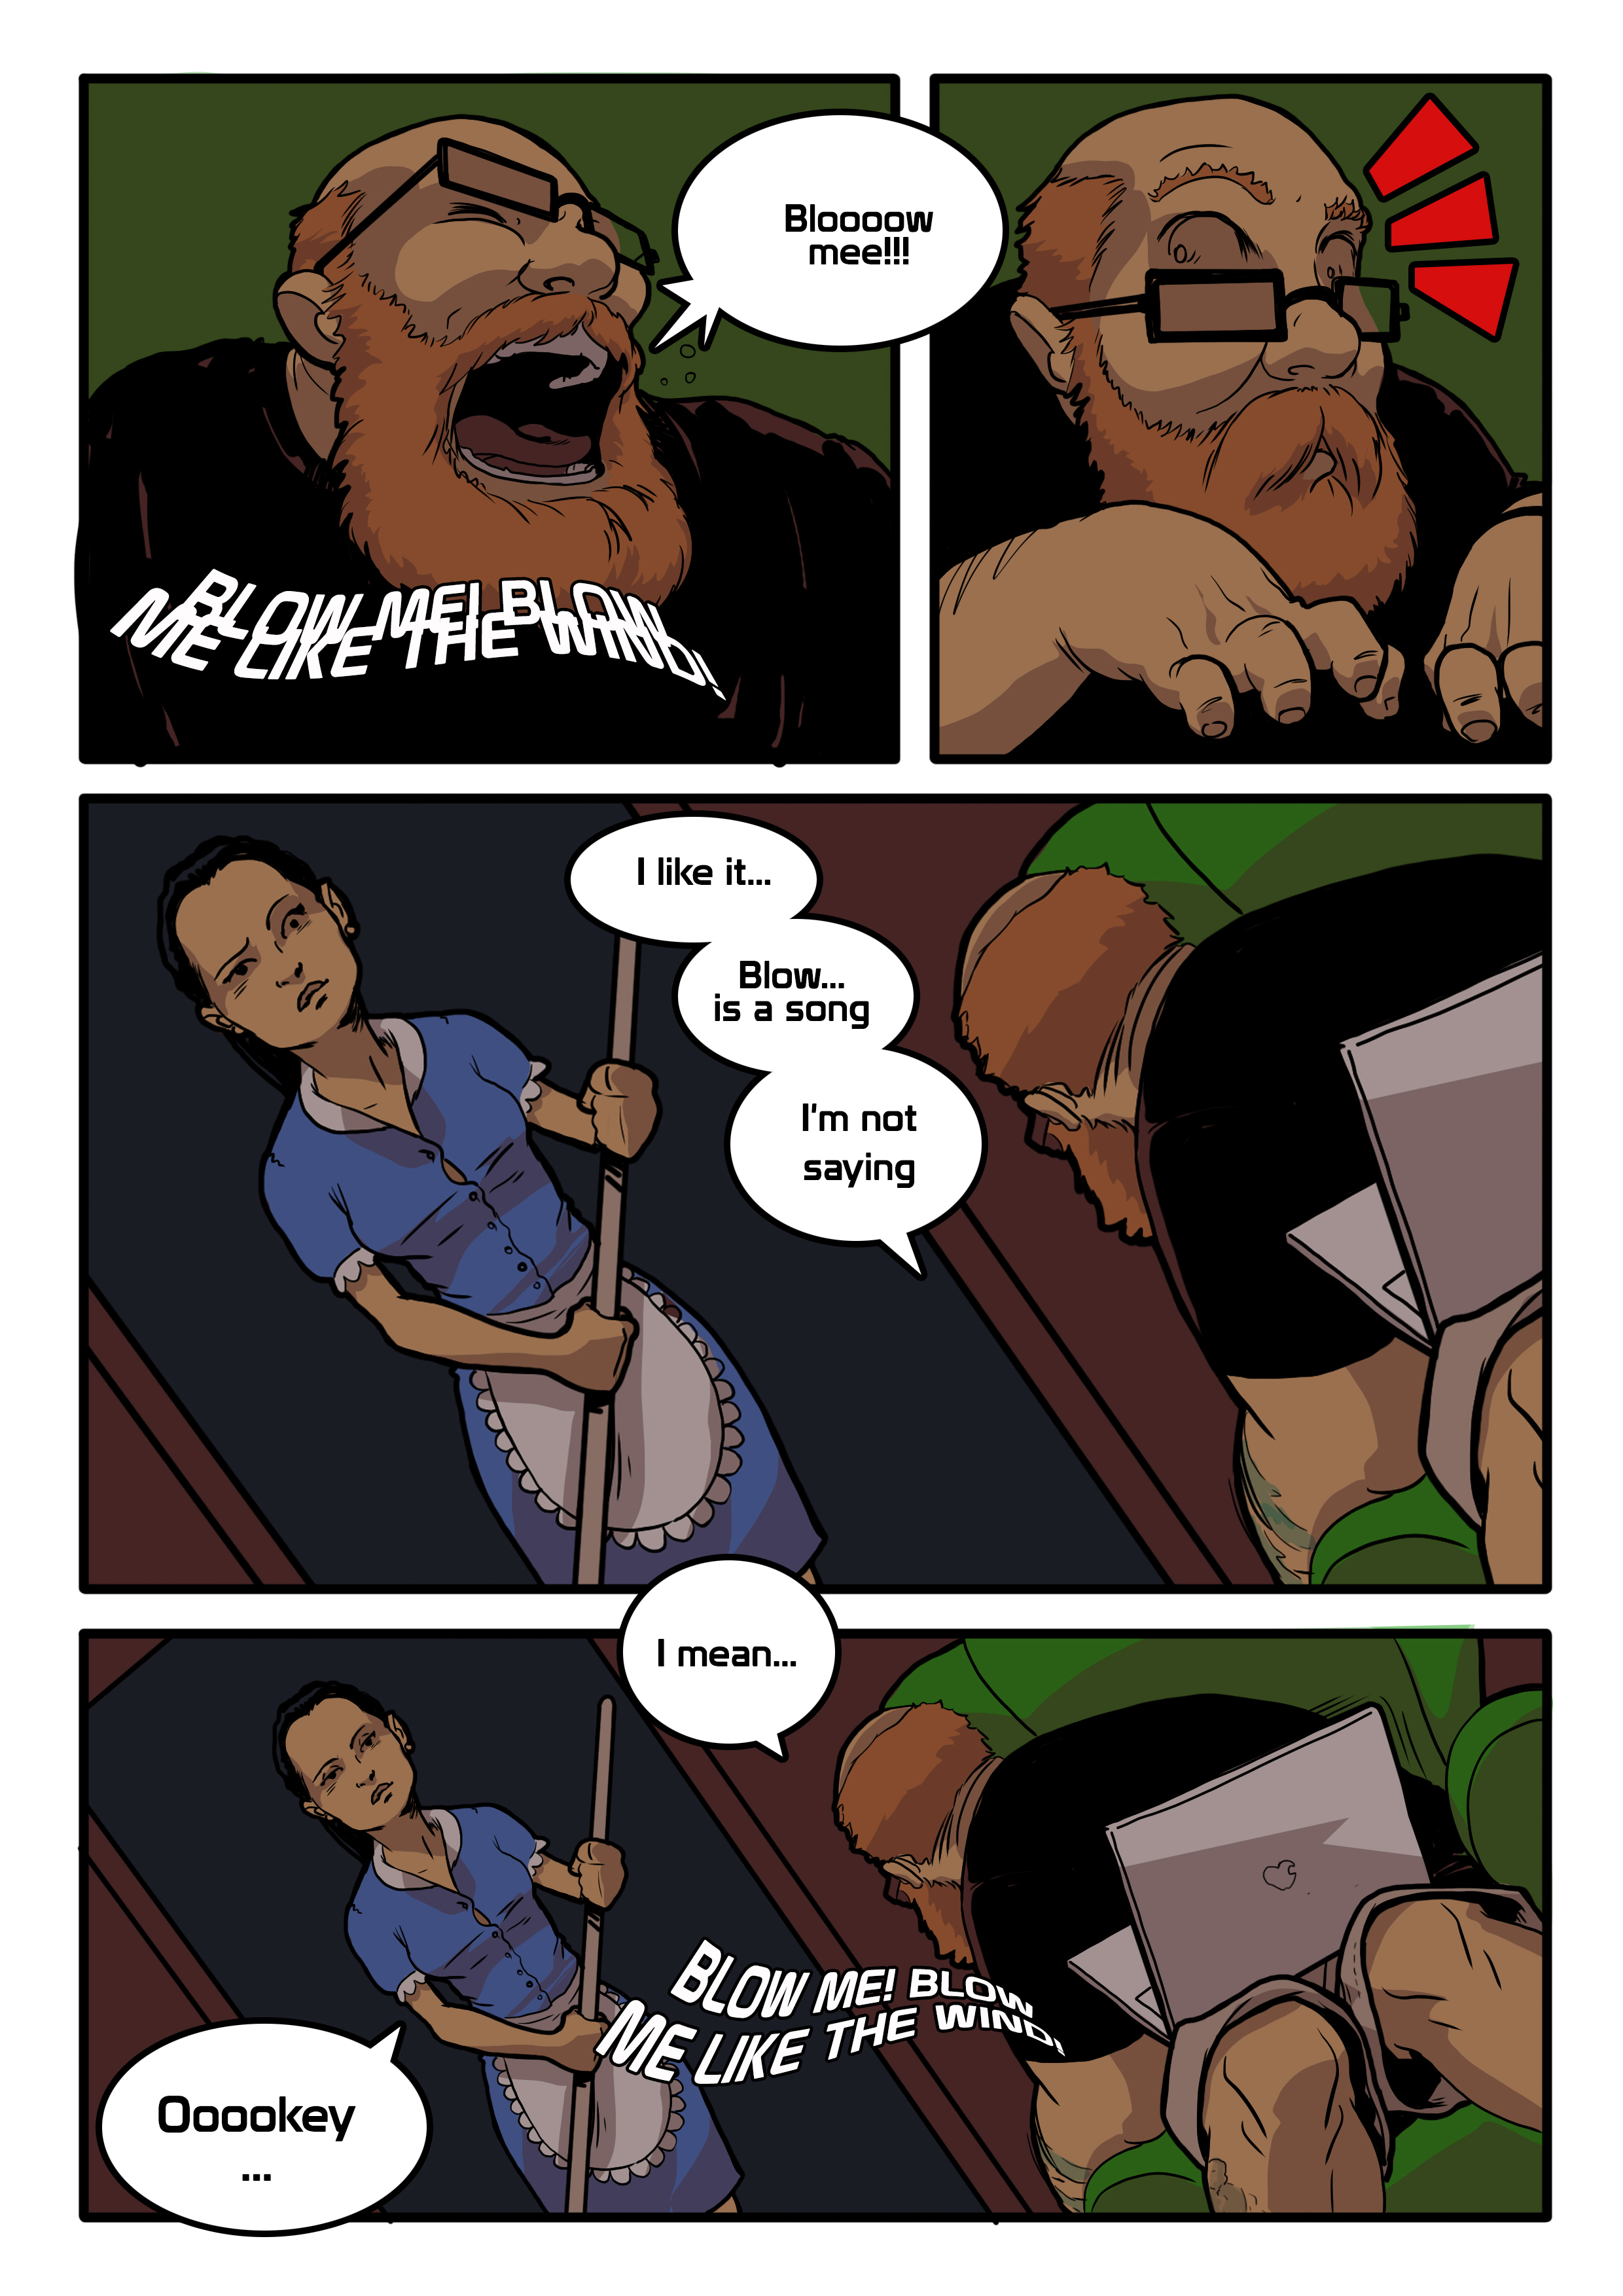 Bloooow
mee!!!
BLOW ME! BLOW
ME LIKE THE WIND!
I like it...
Blow...
is a song
I'm not
saying
I mean...
BLOW ME! BLOW
ME LIKE THE WIND!
Ooookey
...